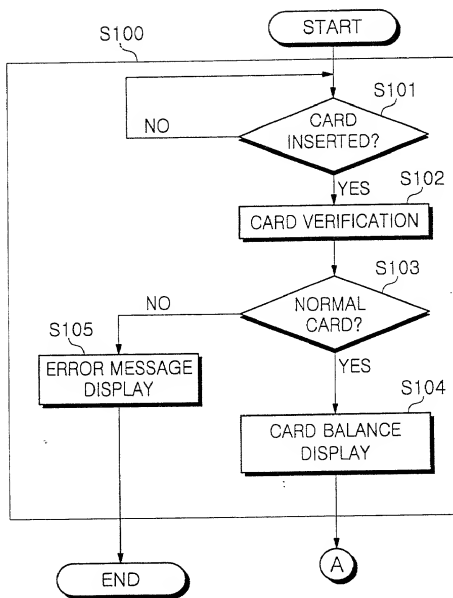 START
S100
S101
CARD
INSERTED?
NO
YES
S102
CARD VERIFICATION
S103
NORMAL
CARD?
NO
S105
YES
ERROR MESSAGE
DISPLAY
S104
CARD BALANCE
DISPLAY
END
A